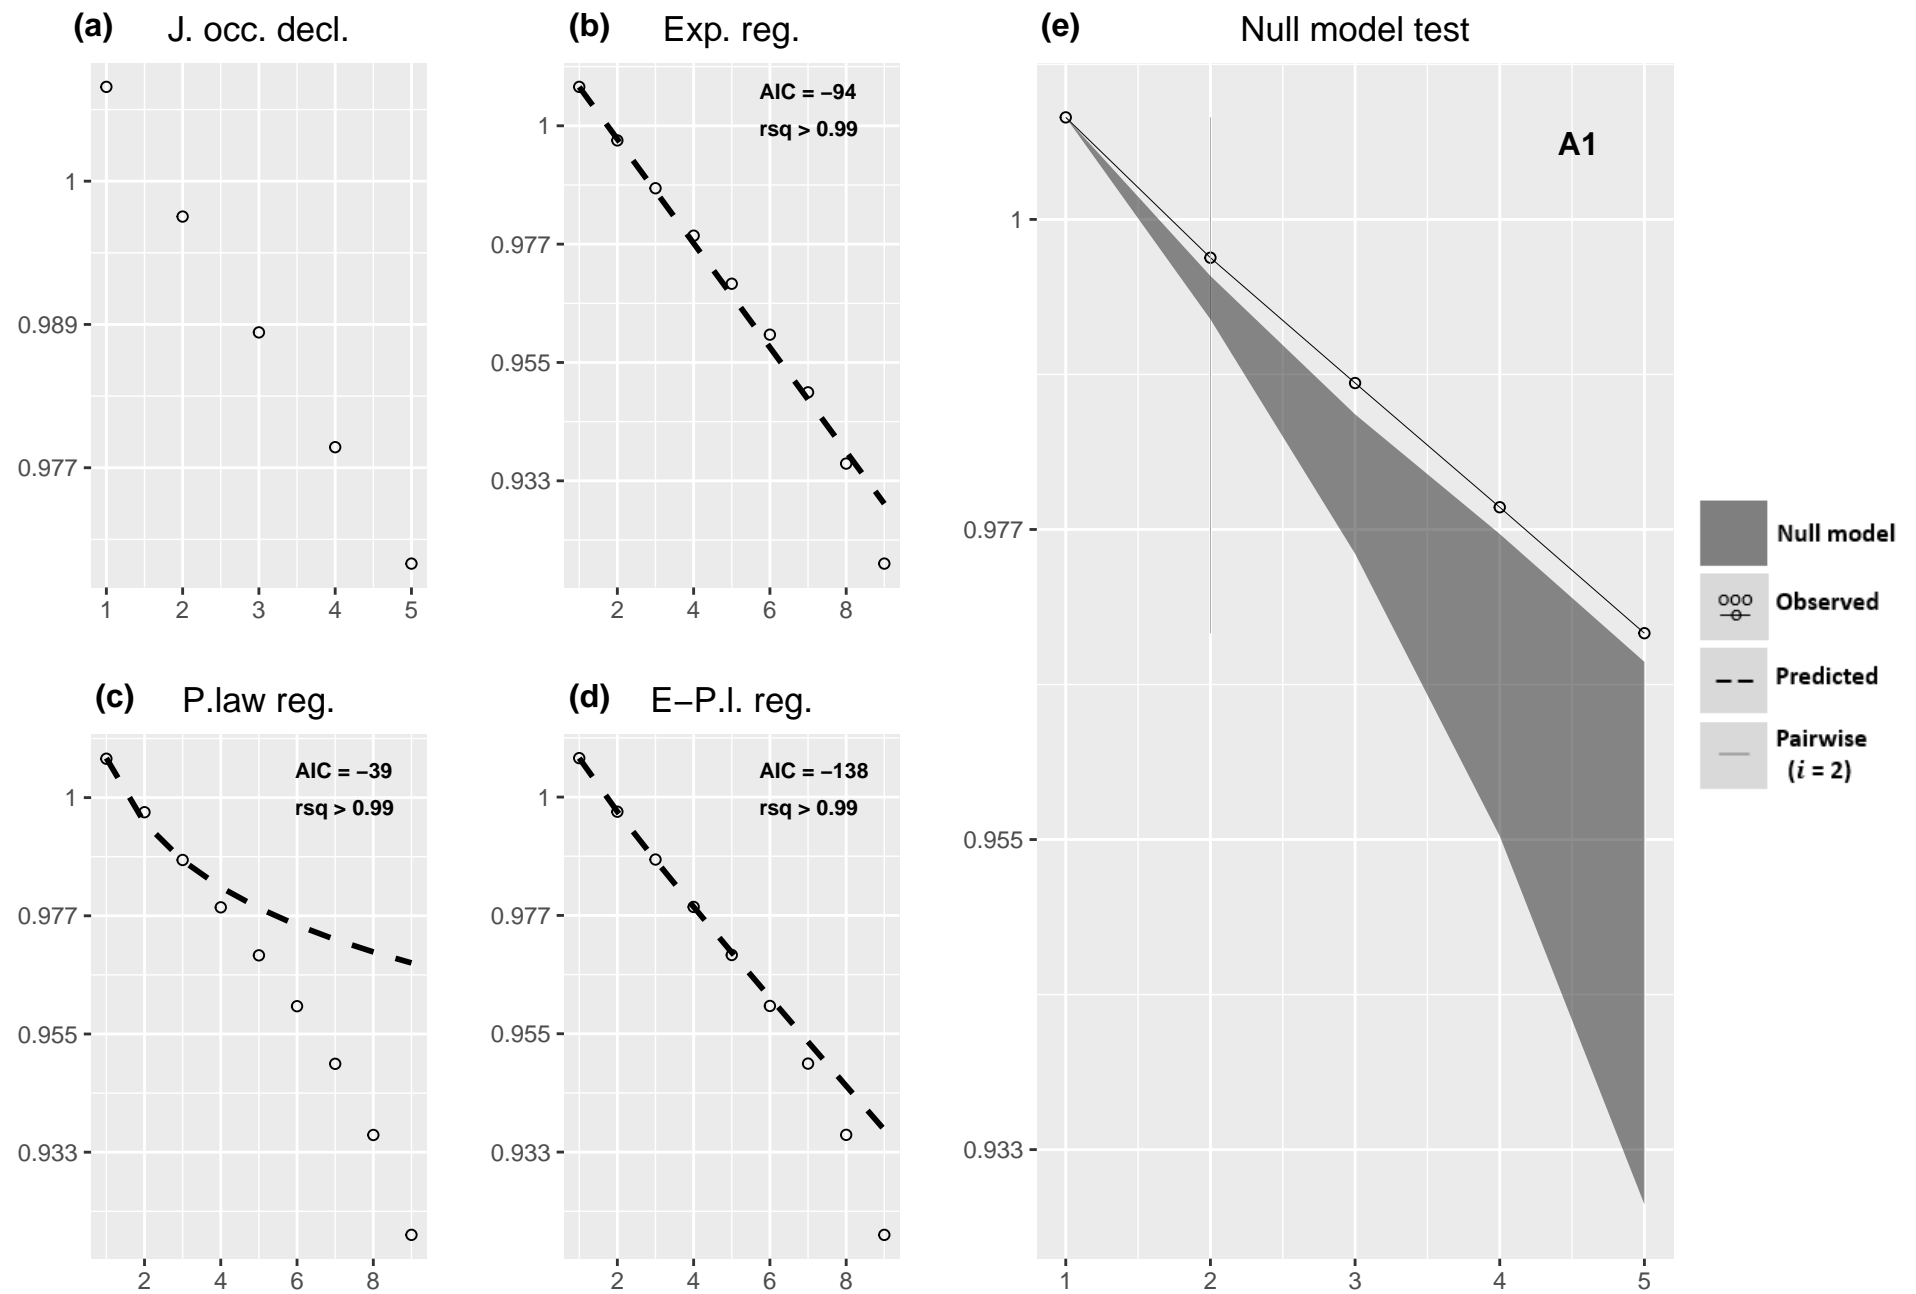 (a) J. occ. decl.
1
0.989
0.977
1 2 3 4 5
(b) Exp. reg.
AIC = −94
rsq > 0.99
1
0.977
0.955
0.933
2 4 6 8
(c) P.law reg.
AIC = −39
rsq > 0.99
1
0.977
0.955
0.933
2 4 6 8
(d) E−P.l. reg.
AIC = −138
rsq > 0.99
1
0.977
0.955
0.933
2 4 6 8
(e) Null model test
A1
1
0.977
0.955
0.933
1 2 3 4 5
Null model
Observed
Predicted
Pairwise
(i = 2)